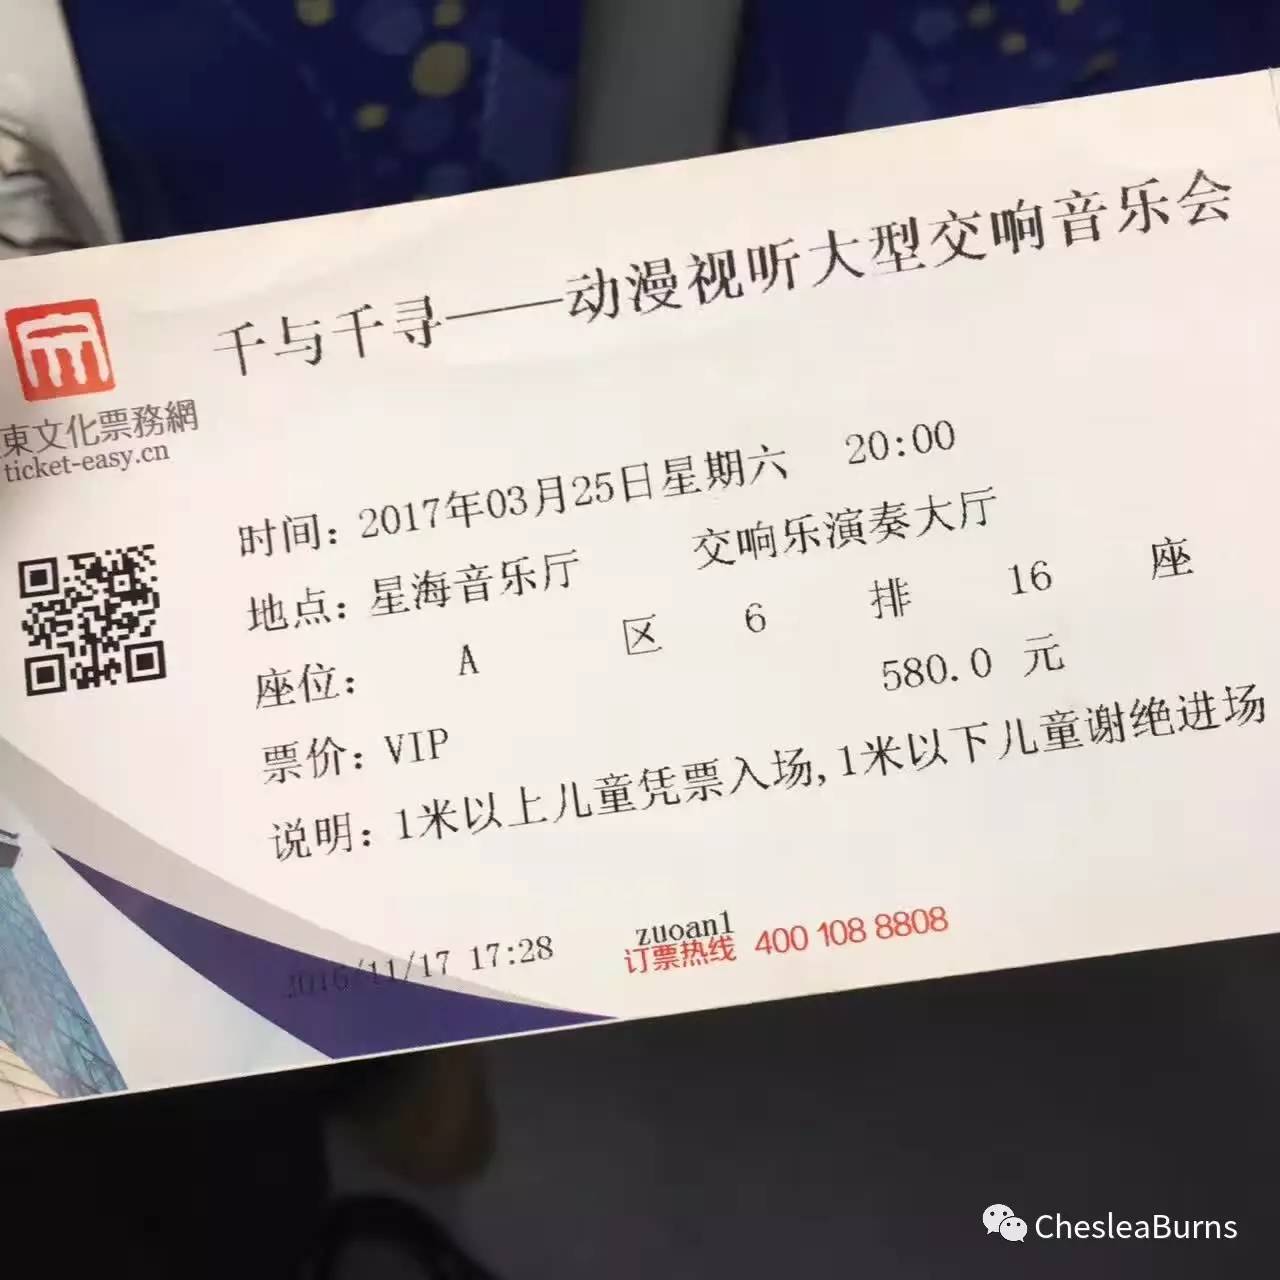 千与千寻——动漫视听大型交响音乐会
東文化票務網
ticket-easy.cn
时间：2017年03月25日星期六 20:00
地点：星海音乐厅 交响乐演奏大厅
座位： A 区 6 排 16 座
票价：VIP 580.0 元
说明：1米以上儿童凭票入场,1米以下儿童谢绝进场
2016/11/17 17:28
zuoan1
订票热线 400 108 8808
ChesleaBurns